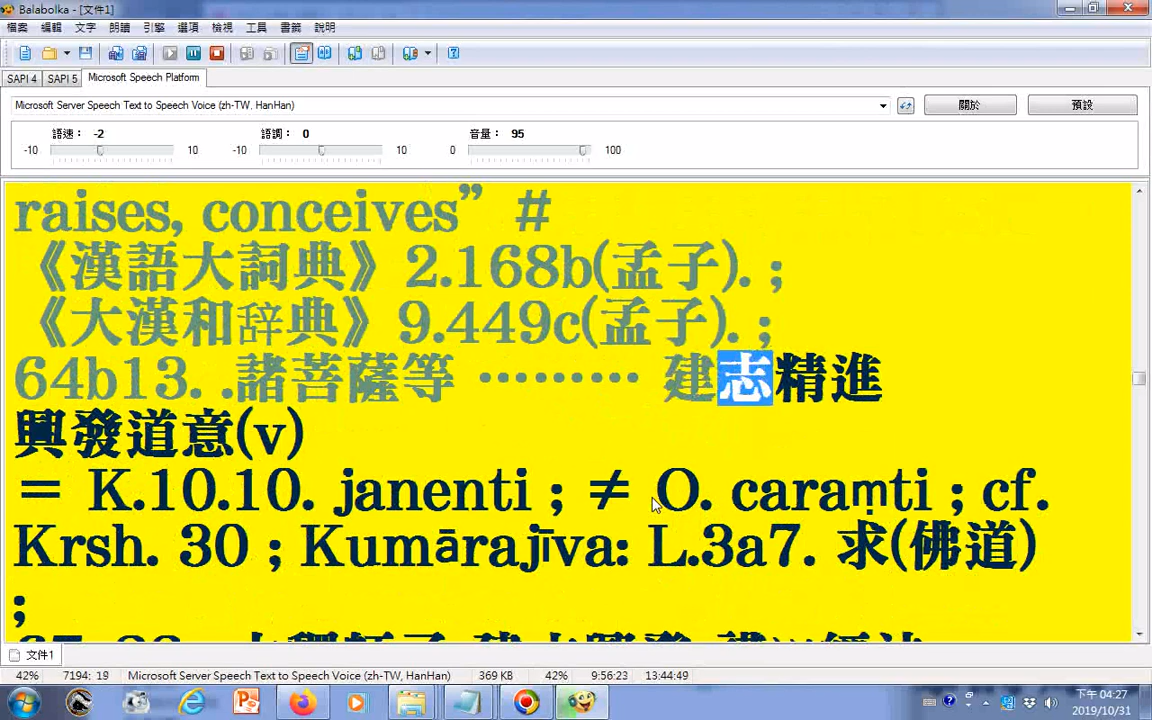 Balabolka - [文件1]
檔案 編輯 文字 朗讀 引擎 選項 檢視 工具 書籤 說明
SAPI 4 SAPI 5 Microsoft Speech Platform
Microsoft Server Speech Text to Speech Voice (zh-TW, HanHan) 關於 預設
語速： -2 語調： 0 音量： 95
-10 10 -10 10 0 100
raises, conceives” #
《漢語大詞典》2.168b(孟子). ;
《大漢和辞典》9.449c(孟子). ;
64b13. .諸菩薩等 ‥‥‥‥‥ 建志精進
興發道意(v)
＝ K.10.10. janenti ; ≠ O. caraṃti ; cf.
Krsh. 30 ; Kumārajīva: L.3a7. 求(佛道)
;
文件1
42% 7194: 19 Microsoft Server Speech Text to Speech Voice (zh-TW, HanHan) 369 KB 42% 9:56:23 13:44:49
下午 04:27
2019/10/31